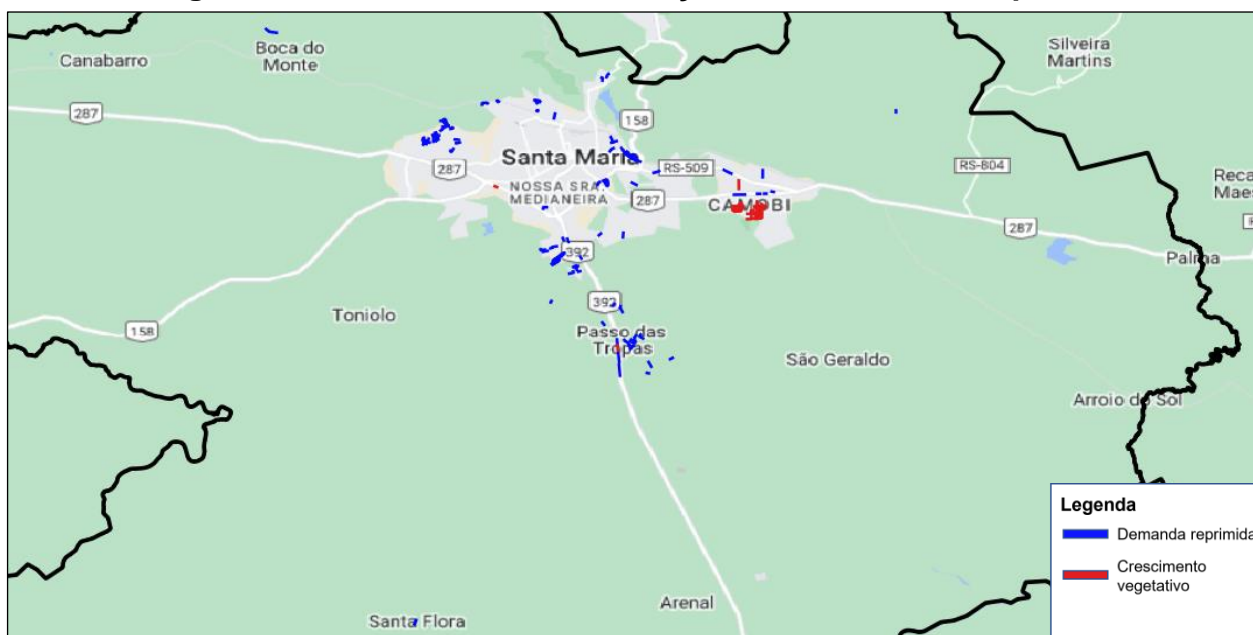 Boca do
Monte
Canabarro
Silveira
Martins
287
158
Santa Maria
RS-509
RS-804
287
NOSSA SRA.
MEDIANEIRA
287
CAMOBI
287
392
Palma
392
Toniolo
158
Passo das
Tropas
São Geraldo
Arroio do Sol
Arenal
Santa Flora
Legenda
Demanda reprimida
Crescimento
vegetativo